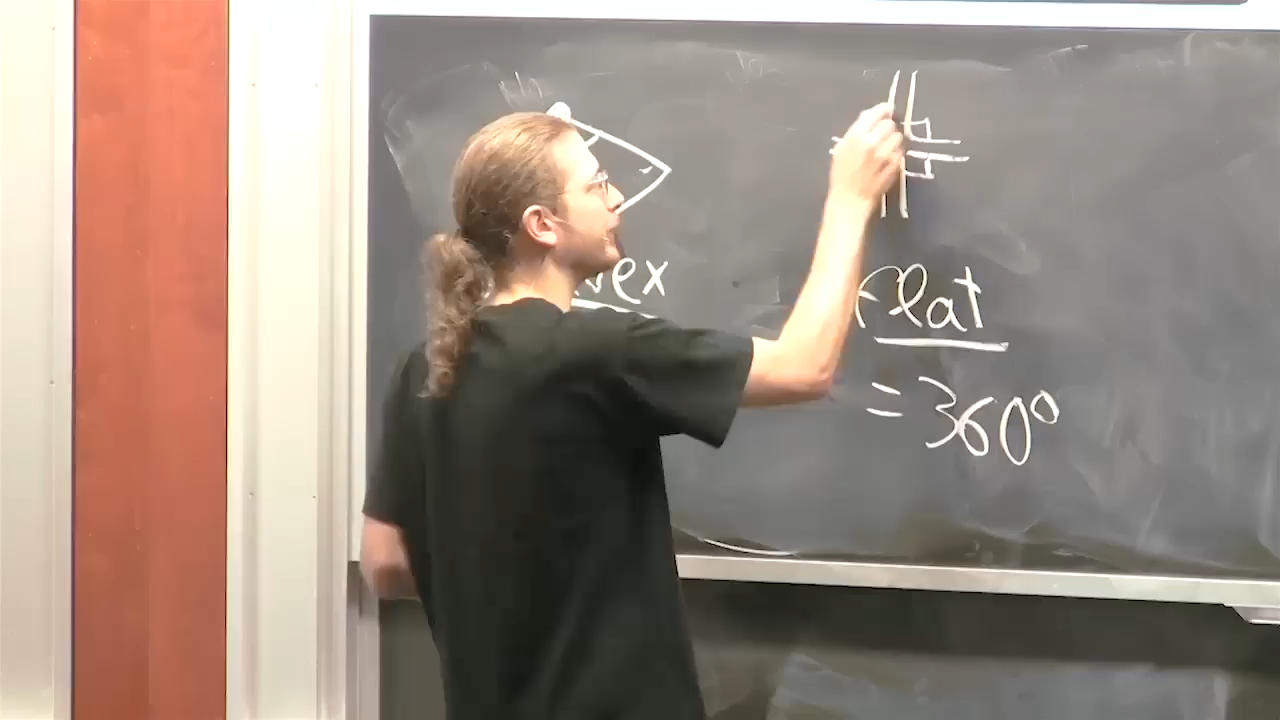 vex
flat
= 360°